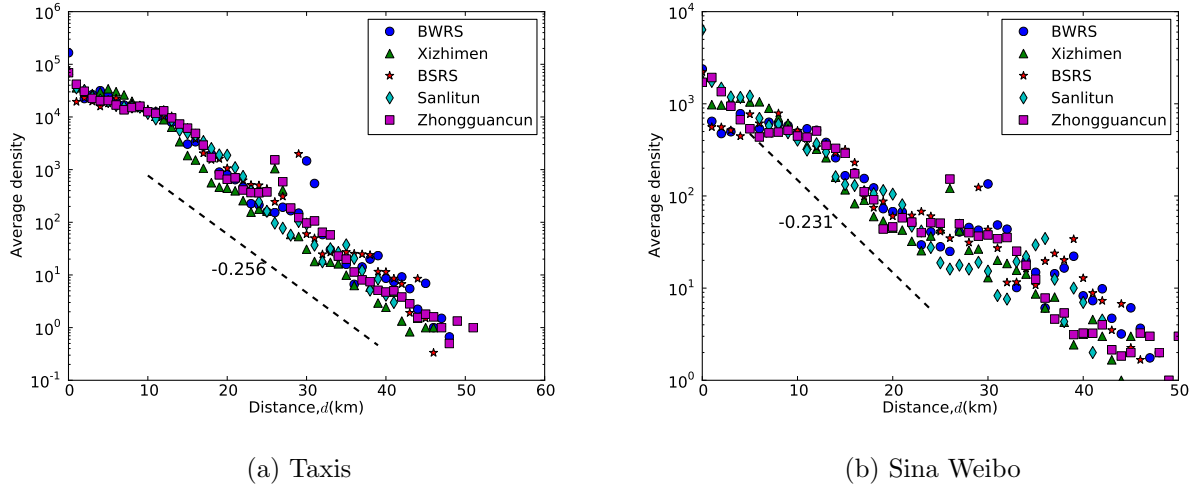 10^6
10^5
10^4
10^3
10^2
10^1
10^0
10^-1
Average density
0 10 20 30 40 50 60
Distance,d(km)
BWRS
Xizhimen
BSRS
Sanlitun
Zhongguancun
-0.256
(a) Taxis
10^4
10^3
10^2
10^1
10^0
Average density
0 10 20 30 40 50
Distance,d(km)
BWRS
Xizhimen
BSRS
Sanlitun
Zhongguancun
-0.231
(b) Sina Weibo